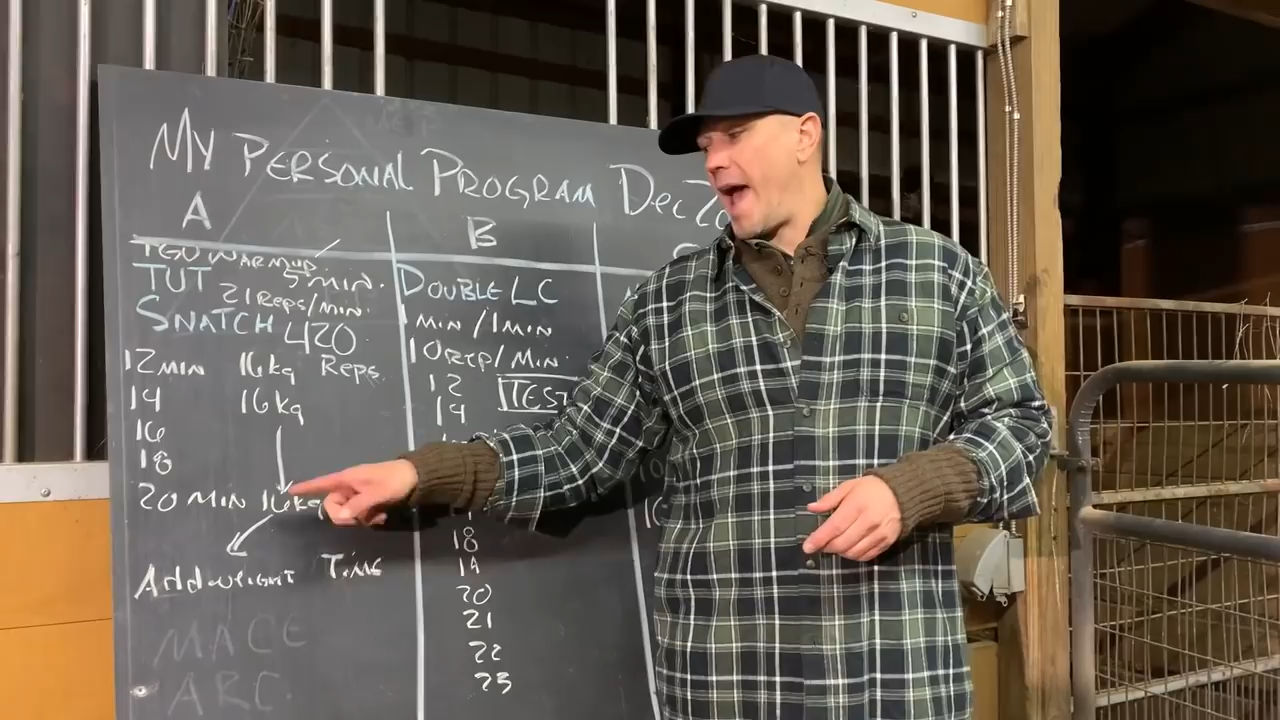 My PERSONAL PROGRAM Dec
A
TGU WARMUP
5 min.
TUT 21 Reps/min.
SNATCH 420
12 min 16kg Reps
14 16kg
16
18
20 MIN 16kg
Add weight Time
MACE
ARC
B
DOUBLE LC
1 min / 1 min
10 rep/Min
12
14
TEST
18
19
20
21
22
23